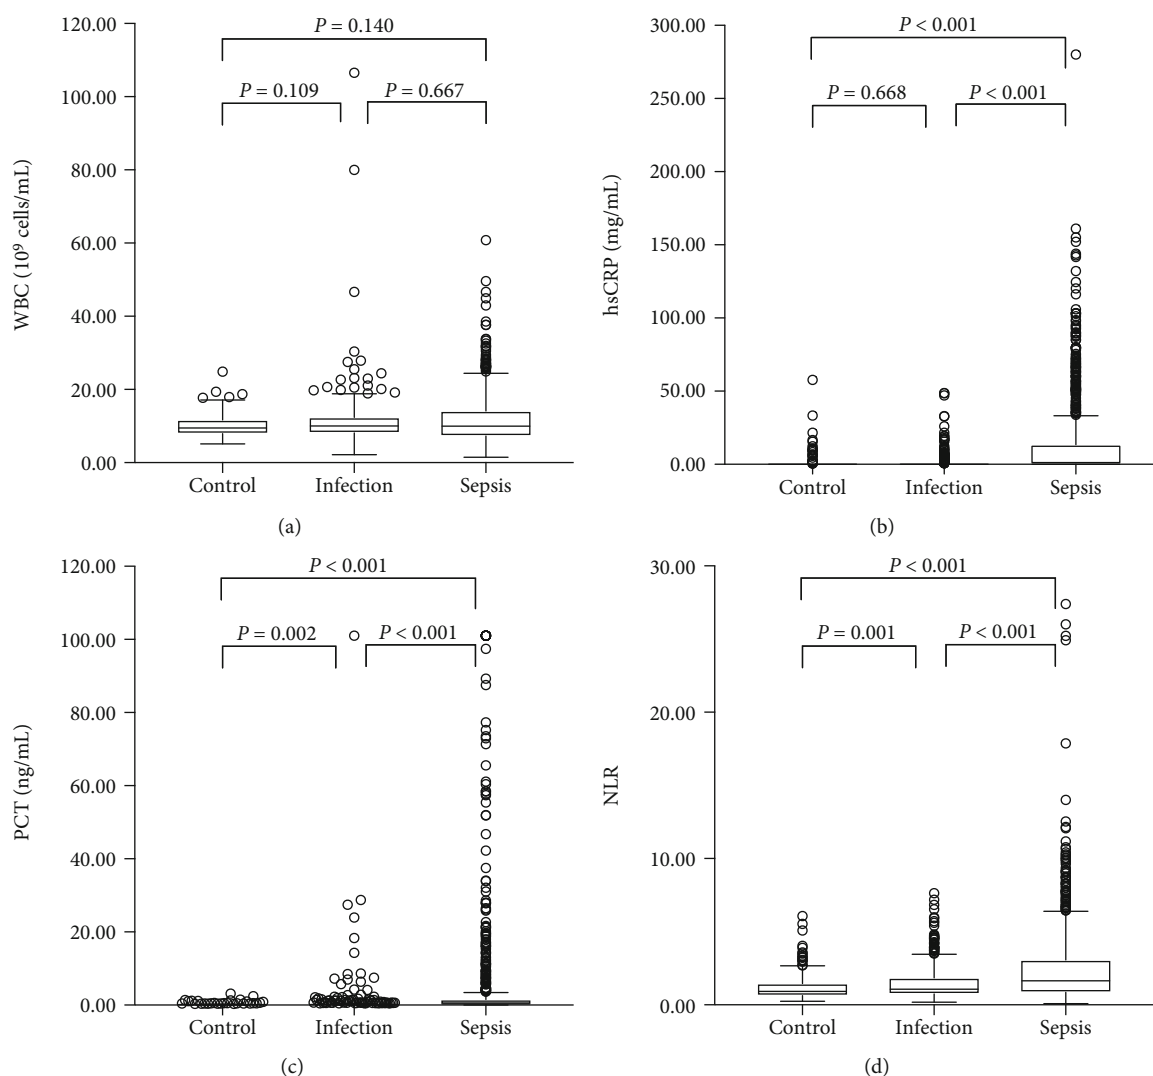 120.00
100.00
80.00
60.00
40.00
20.00
0.00
WBC (10⁹ cells/mL)
P = 0.140
P = 0.109
P = 0.667
Control
Infection
Sepsis
(a)
300.00
250.00
200.00
150.00
100.00
50.00
0.00
hsCRP (mg/mL)
P < 0.001
P = 0.668
P < 0.001
Control
Infection
Sepsis
(b)
120.00
100.00
80.00
60.00
40.00
20.00
0.00
PCT (ng/mL)
P < 0.001
P = 0.002
P < 0.001
Control
Infection
Sepsis
(c)
30.00
20.00
10.00
0.00
NLR
P < 0.001
P = 0.001
P < 0.001
Control
Infection
Sepsis
(d)